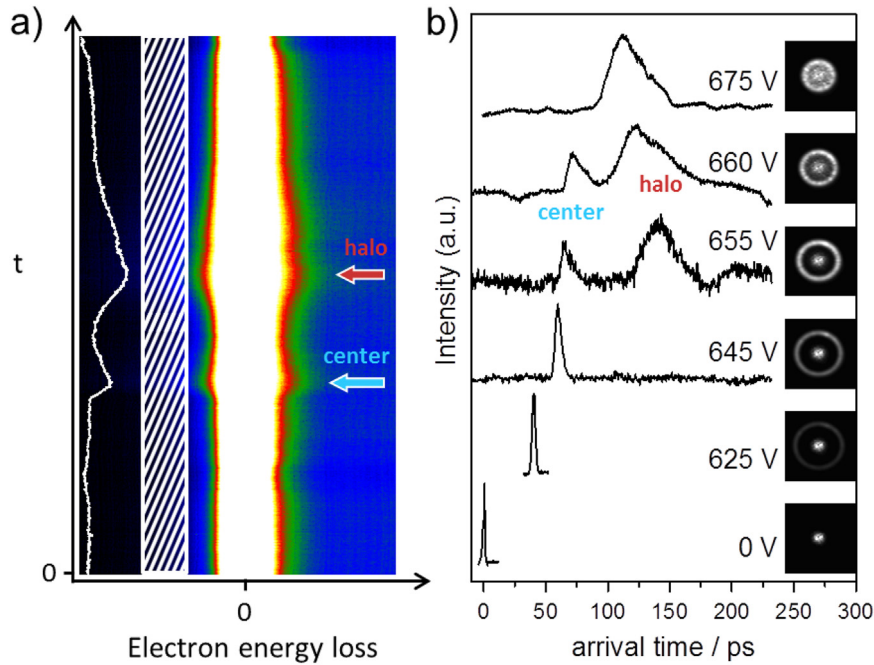 a)
t
halo
center
0
0
Electron energy loss
b)
Intensity (a.u.)
675 V
660 V
center
halo
655 V
645 V
625 V
0 V
0 50 100 150 200 250 300
arrival time / ps